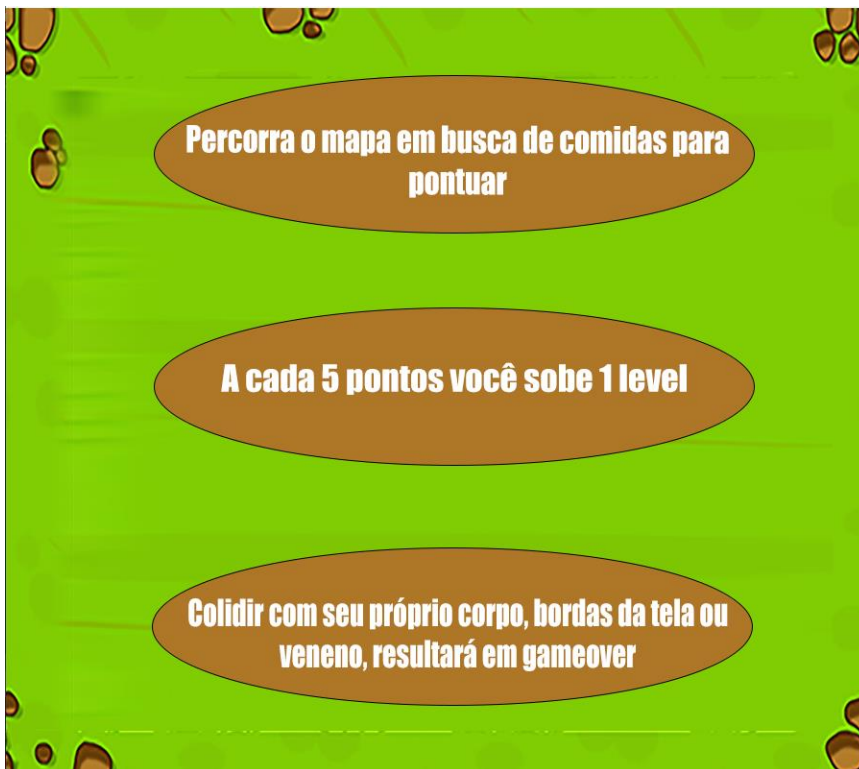 Percorra o mapa em busca de comidas para
pontuar
A cada 5 pontos você sobe 1 level
Colidir com seu próprio corpo, bordas da tela ou
veneno, resultará em gameover